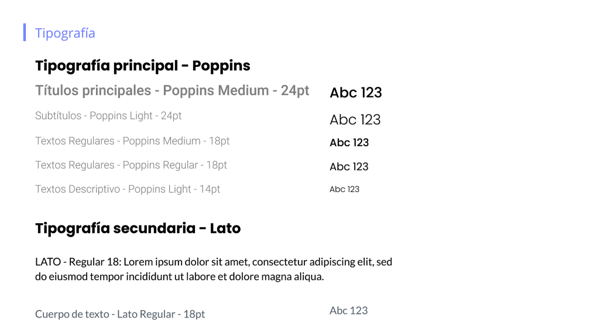 Tipografía
Tipografía principal - Poppins
Títulos principales - Poppins Medium - 24pt Abc 123
Subtítulos - Poppins Light - 24pt Abc 123
Textos Regulares - Poppins Medium - 18pt Abc 123
Textos Regulares - Poppins Regular - 18pt Abc 123
Textos Descriptivo - Poppins Light - 14pt Abc 123
Tipografía secundaria - Lato
LATO - Regular 18: Lorem ipsum dolor sit amet, consectetur adipiscing elit, sed
do eiusmod tempor incididunt ut labore et dolore magna aliqua.
Cuerpo de texto - Lato Regular - 18pt Abc 123